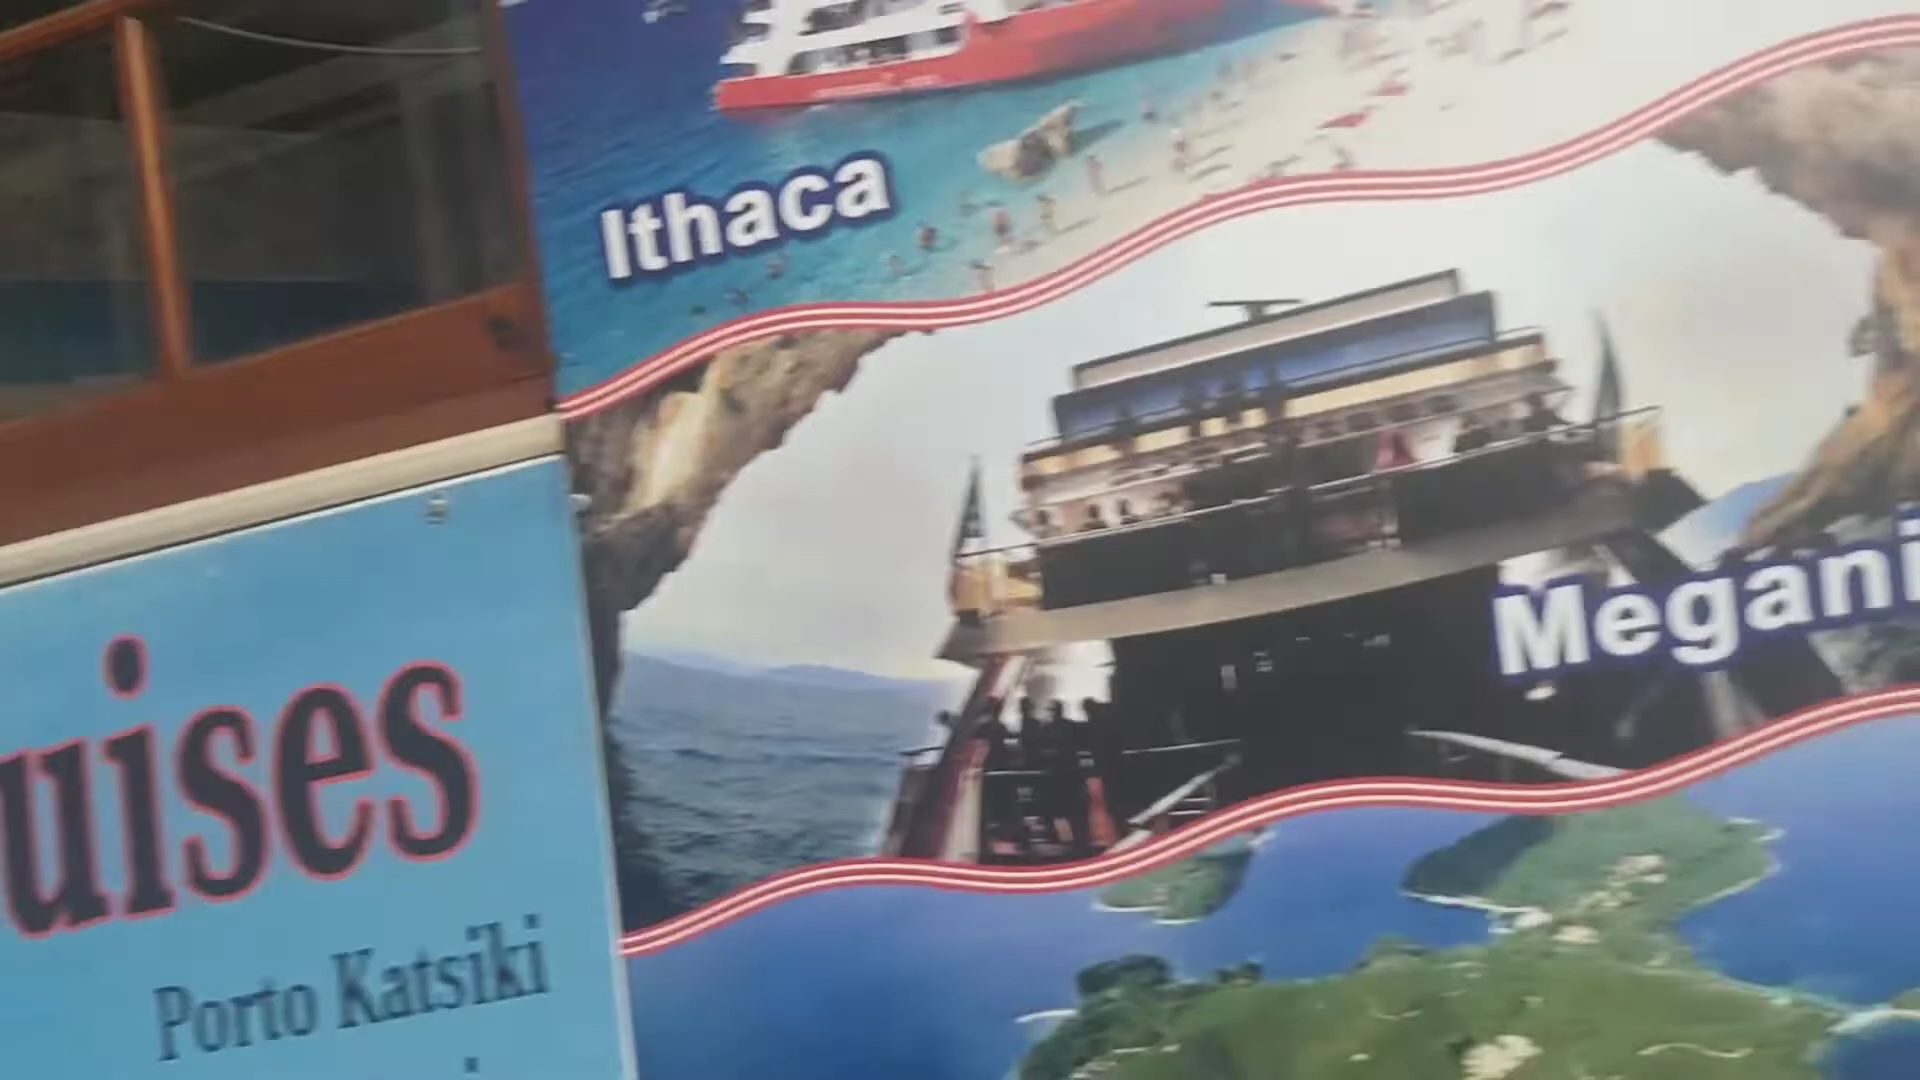 Ithaca
Megani
uises
Porto Katsiki